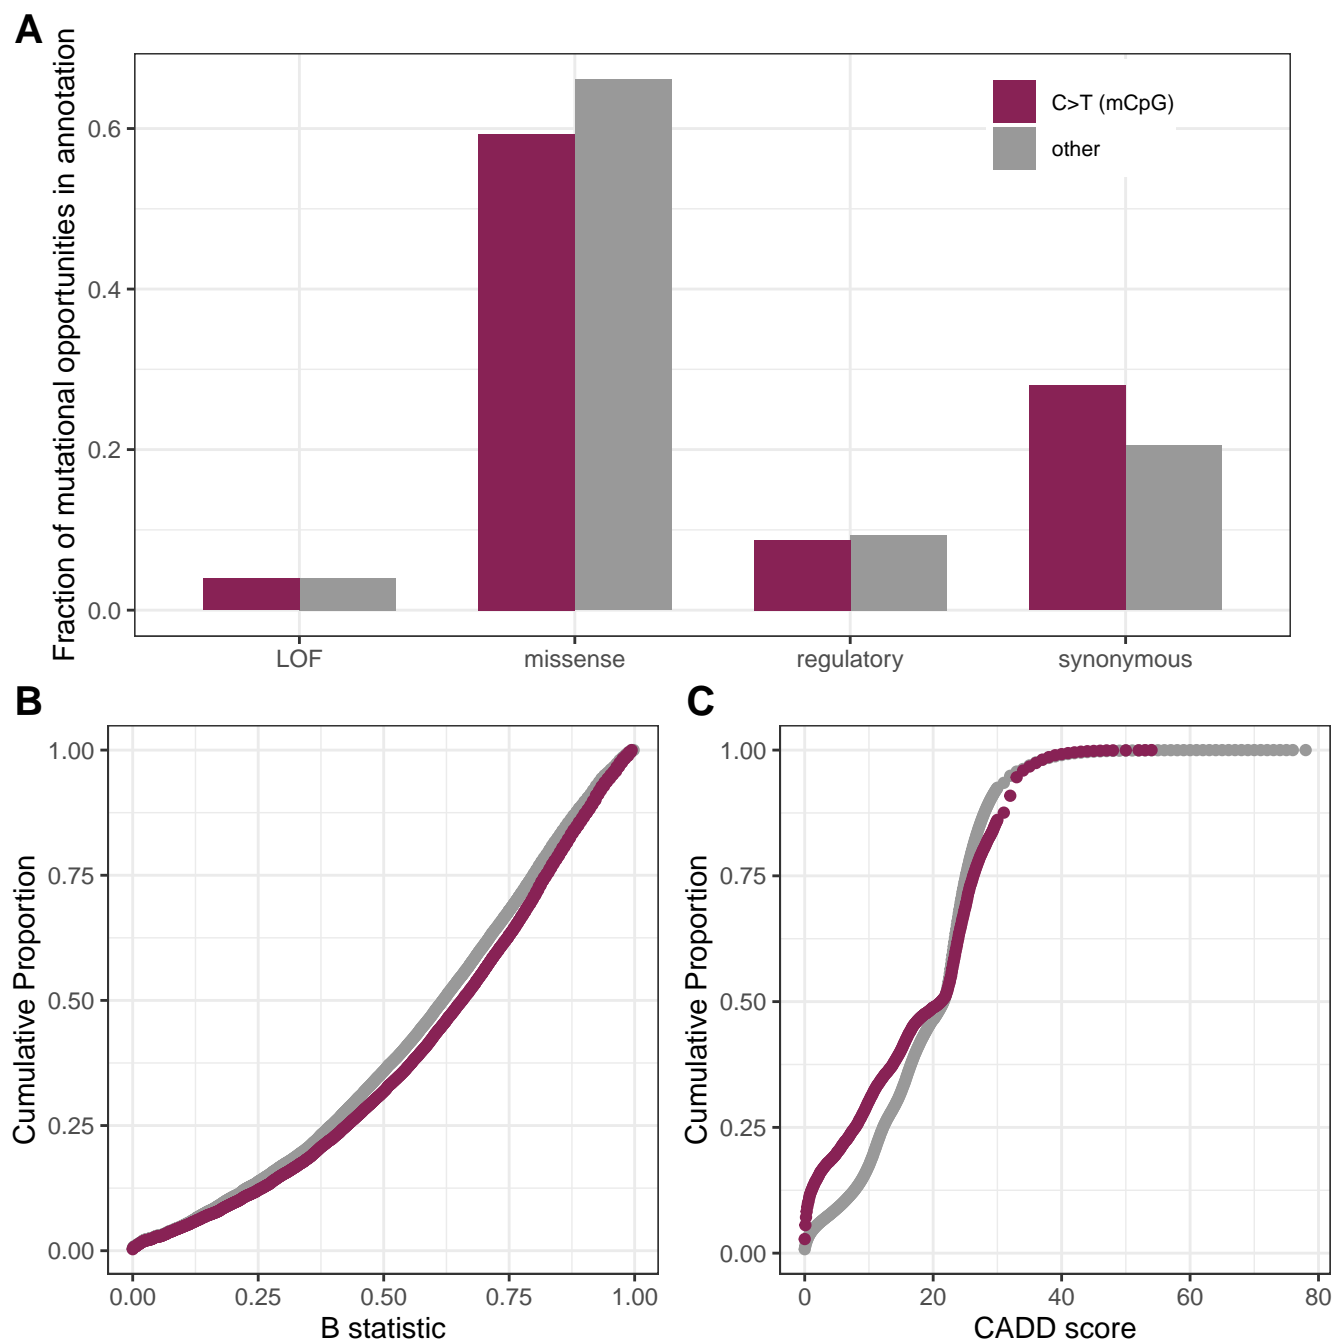 A
Fraction of mutational opportunities in annotation
0.6
0.4
0.2
0.0
C>T (mCpG)
other
LOF missense regulatory synonymous
B
Cumulative Proportion
1.00
0.75
0.50
0.25
0.00
0.00 0.25 0.50 0.75 1.00
B statistic
C
Cumulative Proportion
1.00
0.75
0.50
0.25
0.00
0 20 40 60 80
CADD score